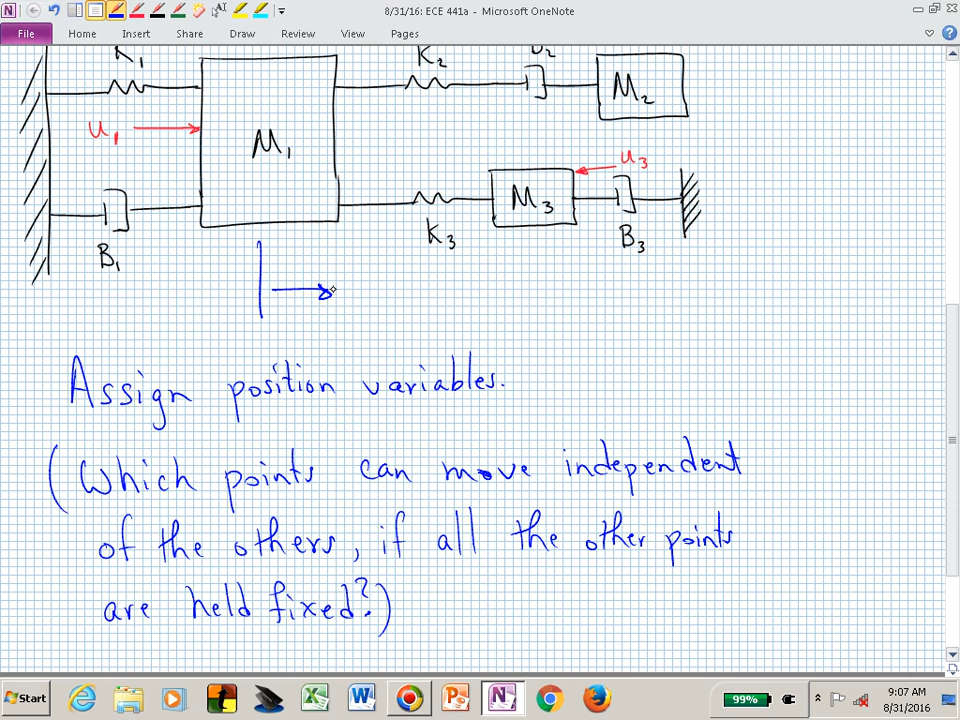 8/31/16: ECE 441a - Microsoft OneNote
File Home Insert Share Draw Review View Pages
K1 K2
M2
u1
M1
u3
M3
K3 B3
B1
Assign position variables.
(Which points can move independent
of the others, if all the other points
are held fixed?)
Start
99%
9:07 AM
8/31/2016